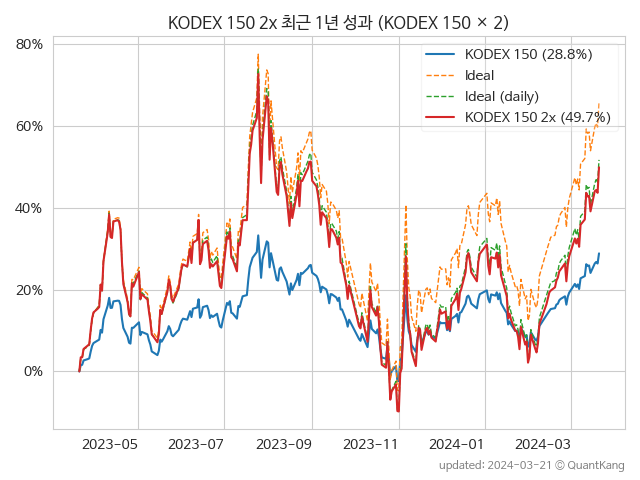 KODEX 150 2x 최근 1년 성과 (KODEX 150 × 2)
80%
60%
40%
20%
0%
KODEX 150 (28.8%)
Ideal
Ideal (daily)
KODEX 150 2x (49.7%)
2023-05
2023-07
2023-09
2023-11
2024-01
2024-03
updated: 2024-03-21 © QuantKang